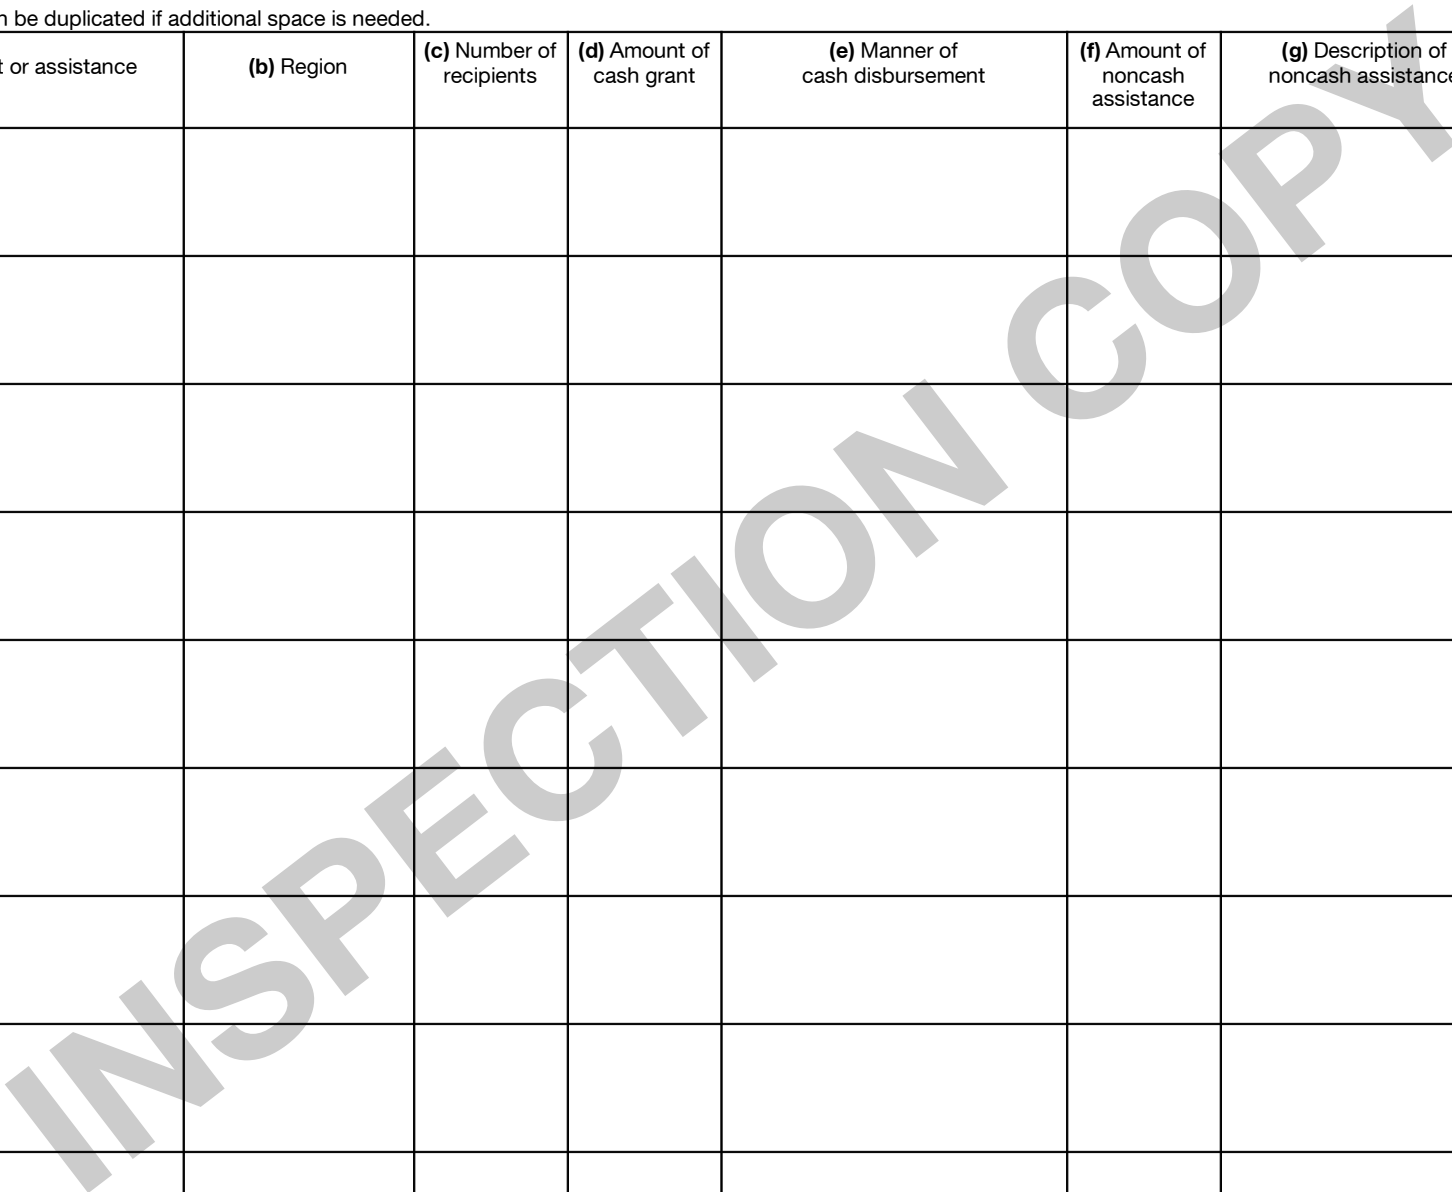 n be duplicated if additional space is needed.
t or assistance
(b) Region
(c) Number of
recipients
(d) Amount of
cash grant
(e) Manner of
cash disbursement
(f) Amount of
noncash
assistance
(g) Description of
noncash assistance
INSPECTION COPY